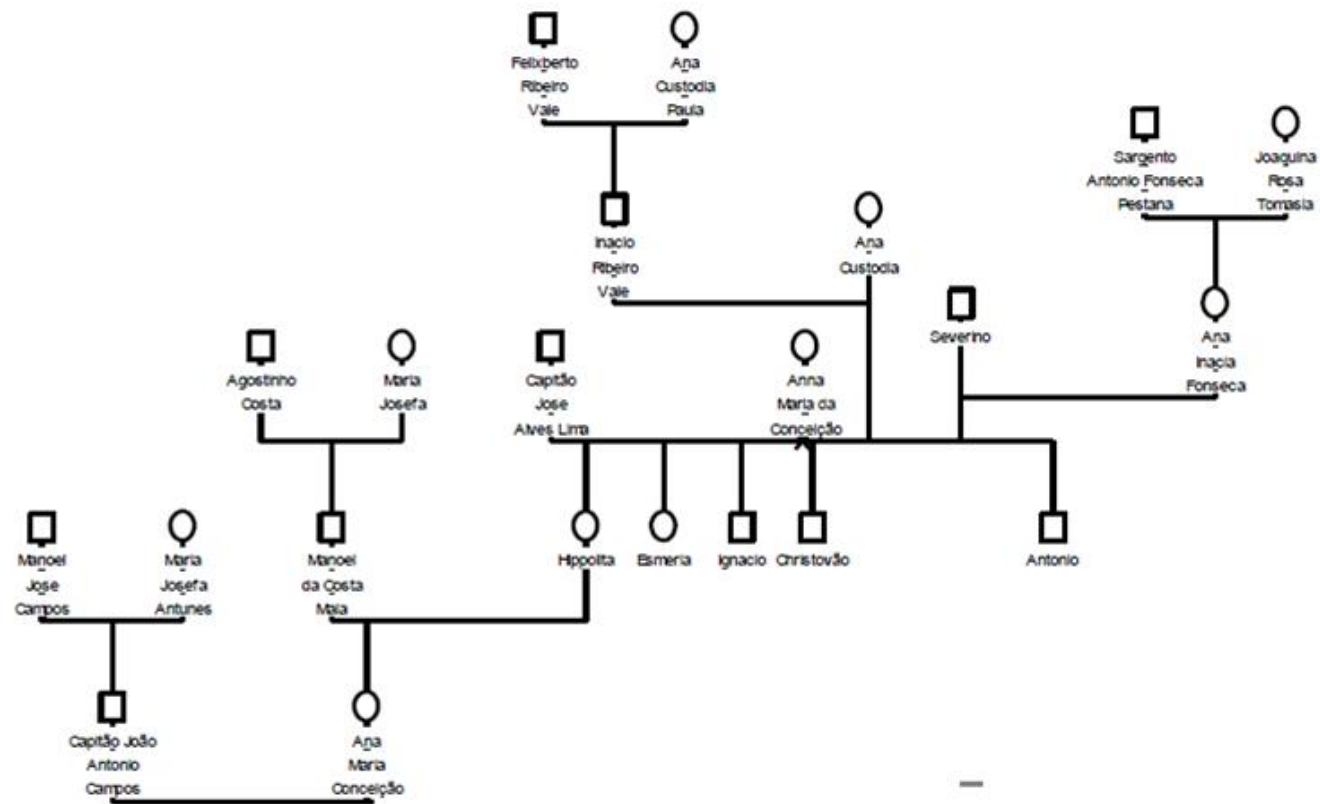 Felixberto
Ribeiro
Vale
Ana
Custodia
Paula
Sargento
Antonio Fonseca
Pestana
Joaquina
Rosa
Tomasia
Inacio
Ribeiro
Vale
Ana
Custodia
Severino
Ana
Inacia
Fonseca
Agostinho
Costa
Maria
Josefa
Capitão
Jose
Alves Lima
Anna
Maria da
Conceição
Manoel
Jose
Campos
Maria
Josefa
Antunes
Manoel
da Costa
Maia
Hippolita
Esmeria
Ignacio
Christovão
Antonio
Capitão João
Antonio
Campos
Ana
Maria
Conceição